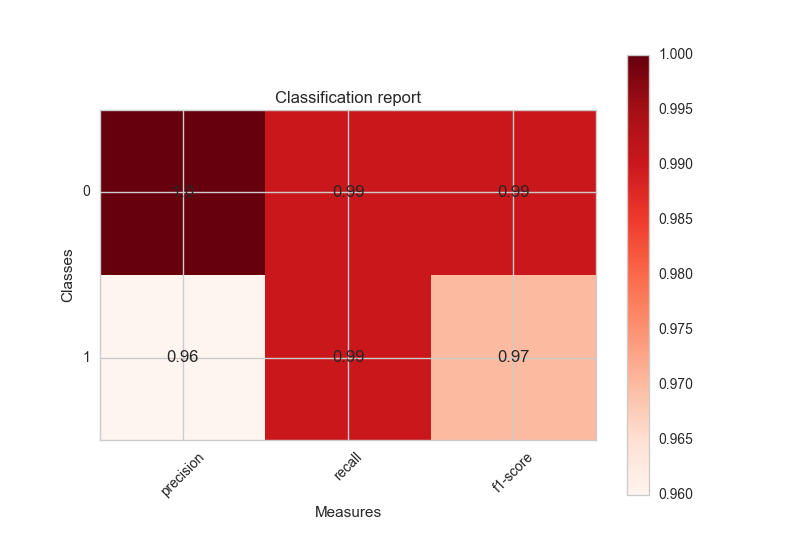 Classification report
1.000
0.995
0.990
0.985
0.980
0.975
0.970
0.965
0.960
Classes
0
0.99 0.99
1
0.96 0.99 0.97
precision recall f1-score
Measures